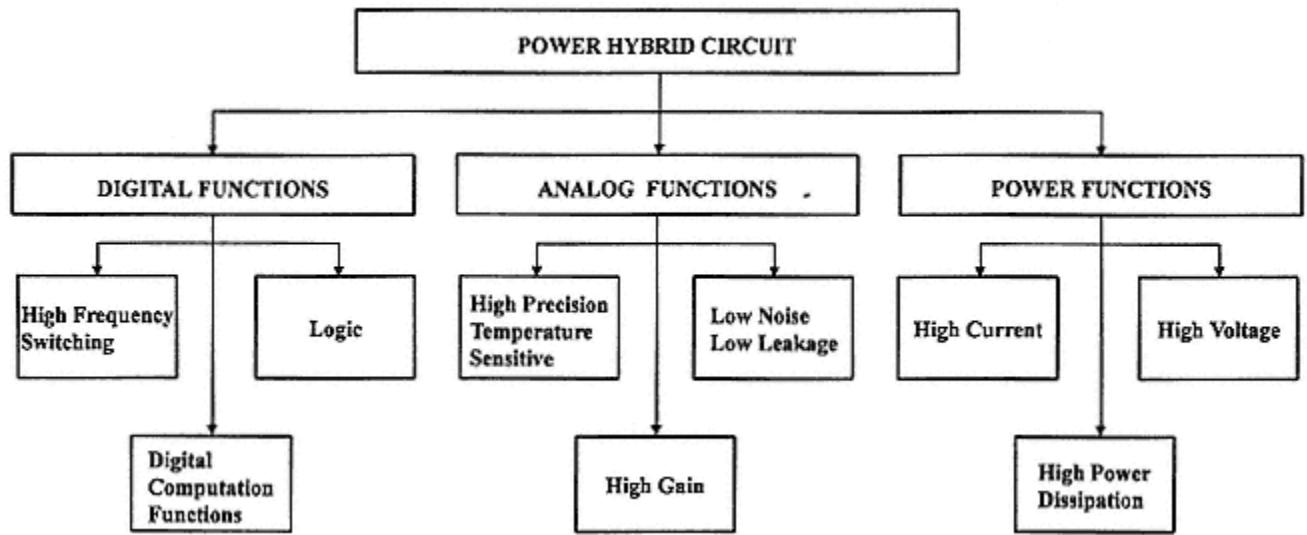 POWER HYBRID CIRCUIT
DIGITAL FUNCTIONS
ANALOG FUNCTIONS
POWER FUNCTIONS
High Frequency
Switching
Logic
High Precision
Temperature
Sensitive
Low Noise
Low Leakage
High Current
High Voltage
Digital
Computation
Functions
High Gain
High Power
Dissipation